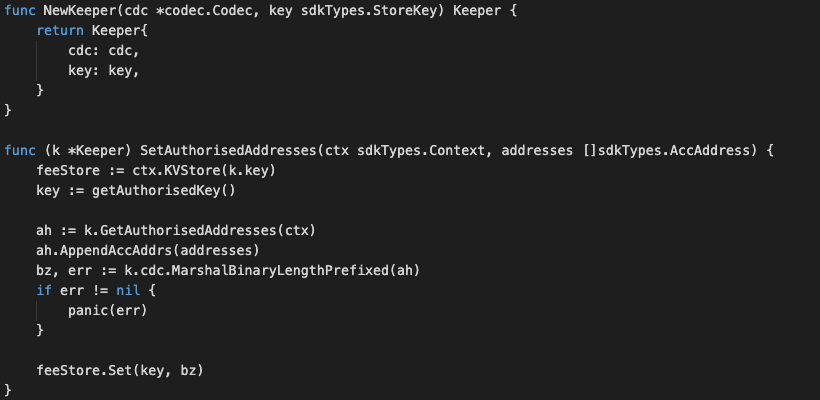 func NewKeeper(cdc *codec.Codec, key sdkTypes.StoreKey) Keeper {
    return Keeper{
        cdc: cdc,
        key: key,
    }
}

func (k *Keeper) SetAuthorisedAddresses(ctx sdkTypes.Context, addresses []sdkTypes.AccAddress) {
    feeStore := ctx.KVStore(k.key)
    key := getAuthorisedKey()

    ah := k.GetAuthorisedAddresses(ctx)
    ah.AppendAccAddrs(addresses)
    bz, err := k.cdc.MarshalBinaryLengthPrefixed(ah)
    if err != nil {
        panic(err)
    }

    feeStore.Set(key, bz)
}